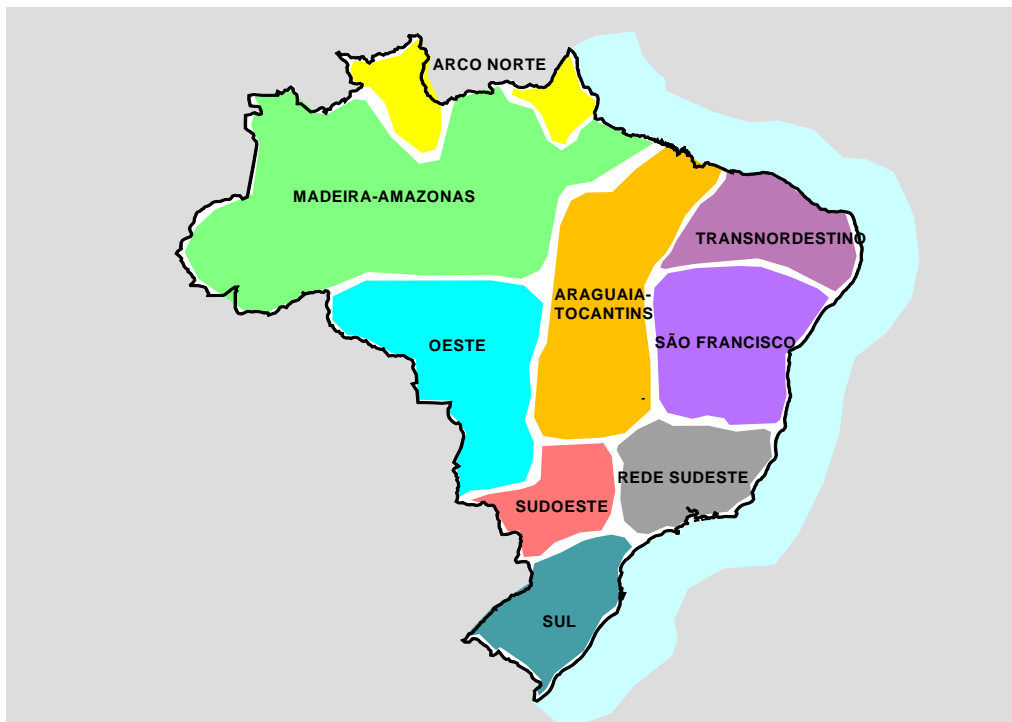 ARCO NORTE
MADEIRA-AMAZONAS
TRANSNORDESTINO
ARAGUAIA-
TOCANTINS
OESTE
SÃO FRANCISCO
-
REDE SUDESTE
SUDOESTE
SUL